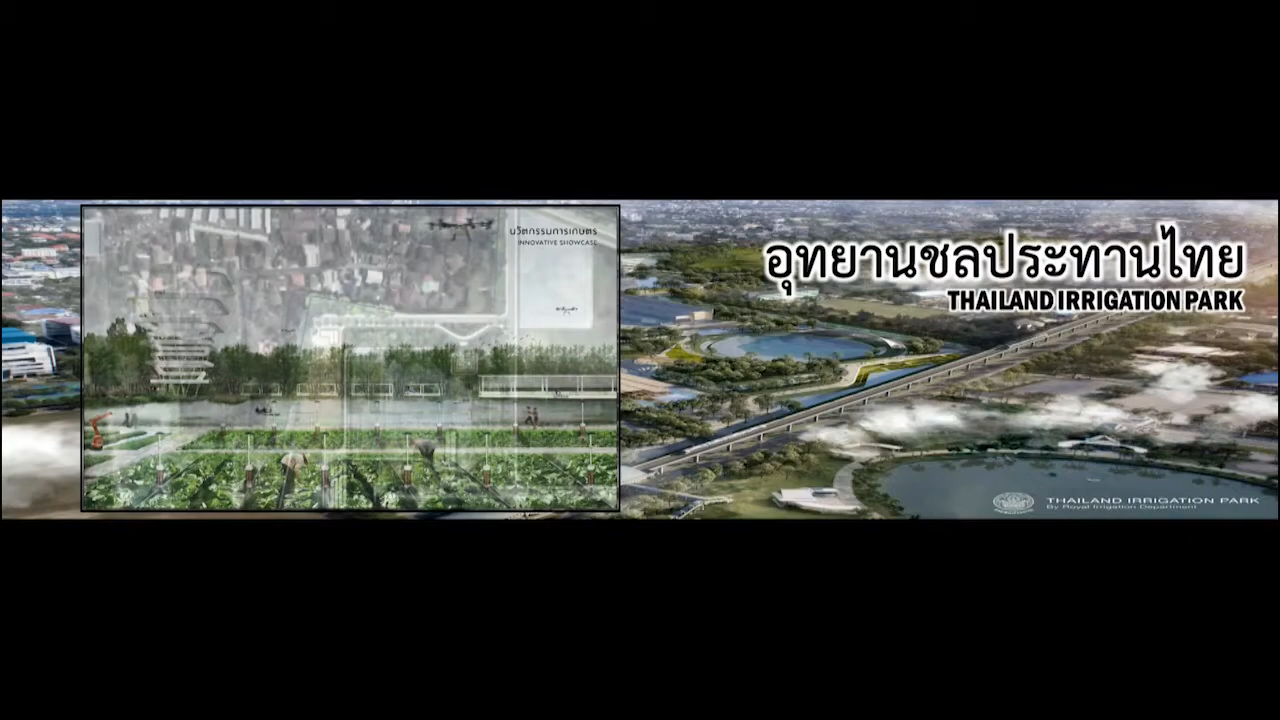 นวัตกรรมการเกษตร
INNOVATIVE SHOWCASE
อุทยานชลประทานไทย
THAILAND IRRIGATION PARK
THAILAND IRRIGATION PARK
By Royal Irrigation Department